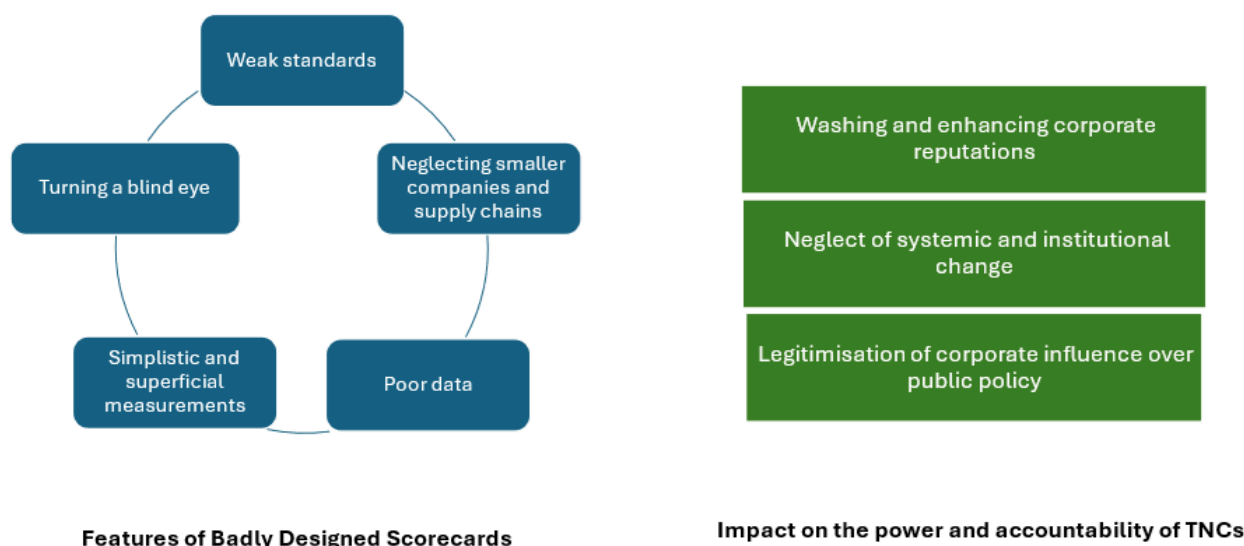 Weak standards
Neglecting smaller
companies and
supply chains
Poor data
Simplistic and
superficial
measurements
Turning a blind eye
Features of Badly Designed Scorecards
Washing and enhancing corporate
reputations
Neglect of systemic and institutional
change
Legitimisation of corporate influence over
public policy
Impact on the power and accountability of TNCs